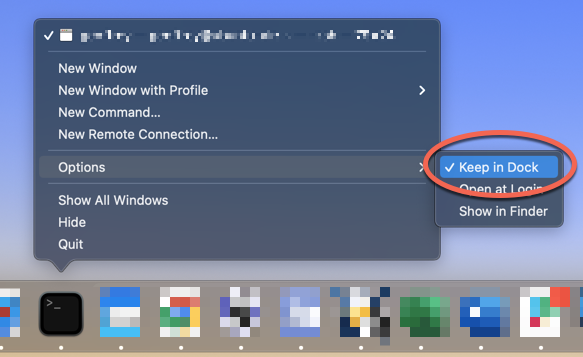 New Window
New Window with Profile
New Command...
New Remote Connection...
Options
Keep in Dock
Open at Login
Show in Finder
Show All Windows
Hide
Quit
>_